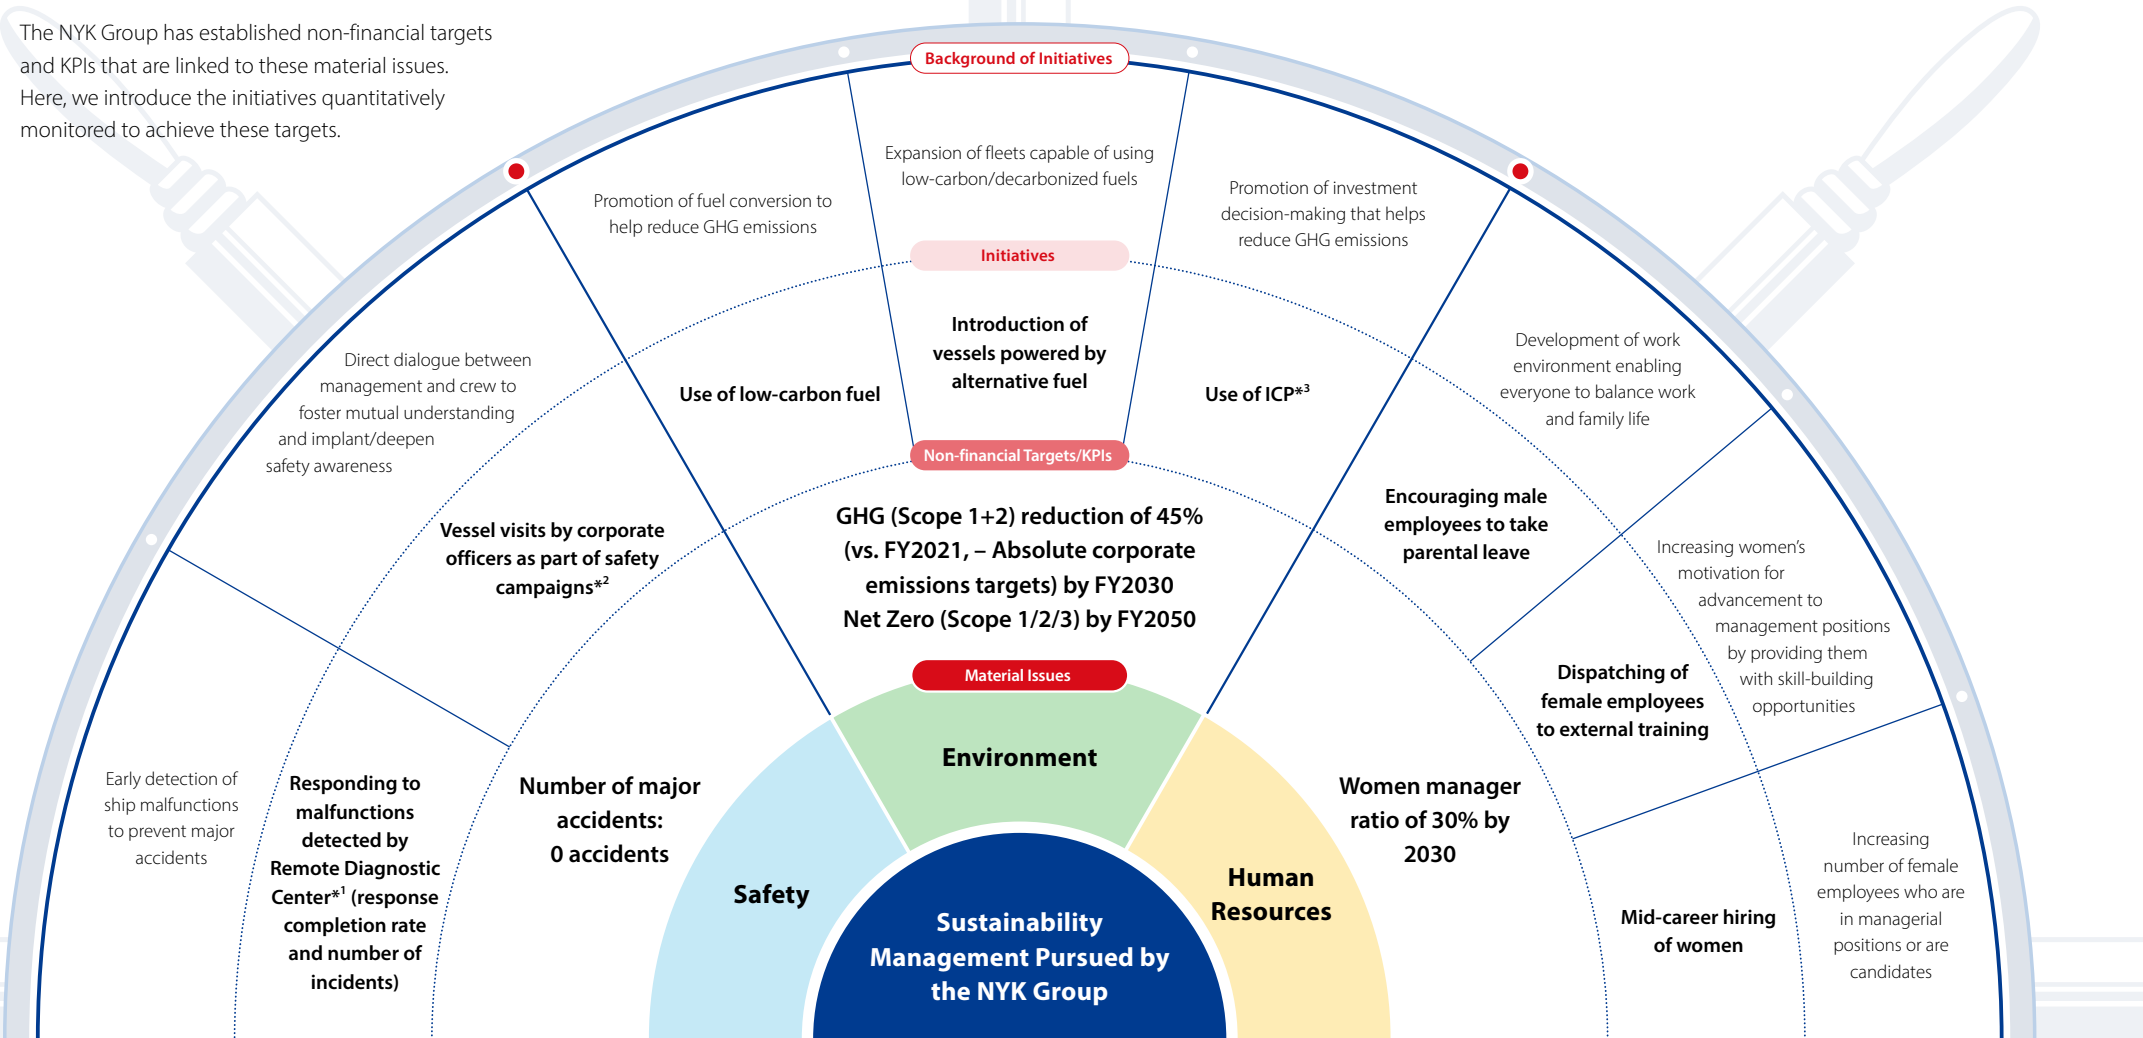 The NYK Group has established non-financial targets
and KPIs that are linked to these material issues.
Here, we introduce the initiatives quantitatively
monitored to achieve these targets.
Background of Initiatives
Promotion of fuel conversion to
help reduce GHG emissions
Expansion of fleets capable of using
low-carbon/decarbonized fuels
Promotion of investment
decision-making that helps
reduce GHG emissions
Direct dialogue between
management and crew to
foster mutual understanding
and implant/deepen
safety awareness
Early detection of
ship malfunctions
to prevent major
accidents
Development of work
environment enabling
everyone to balance work
and family life
Increasing women's
motivation for
advancement to
management positions
by providing them
with skill-building
opportunities
Increasing
number of female
employees who are
in managerial
positions or are
candidates
Initiatives
Use of low-carbon fuel
Introduction of
vessels powered by
alternative fuel
Use of ICP*3
Vessel visits by corporate
officers as part of safety
campaigns*2
Responding to
malfunctions
detected by
Remote Diagnostic
Center*1 (response
completion rate
and number of
incidents)
Encouraging male
employees to take
parental leave
Dispatching of
female employees
to external training
Mid-career hiring
of women
Non-financial Targets/KPIs
GHG (Scope 1+2) reduction of 45%
(vs. FY2021, – Absolute corporate
emissions targets) by FY2030
Net Zero (Scope 1/2/3) by FY2050
Number of major
accidents:
0 accidents
Women manager
ratio of 30% by
2030
Material Issues
Environment
Safety
Human
Resources
Sustainability
Management Pursued by
the NYK Group